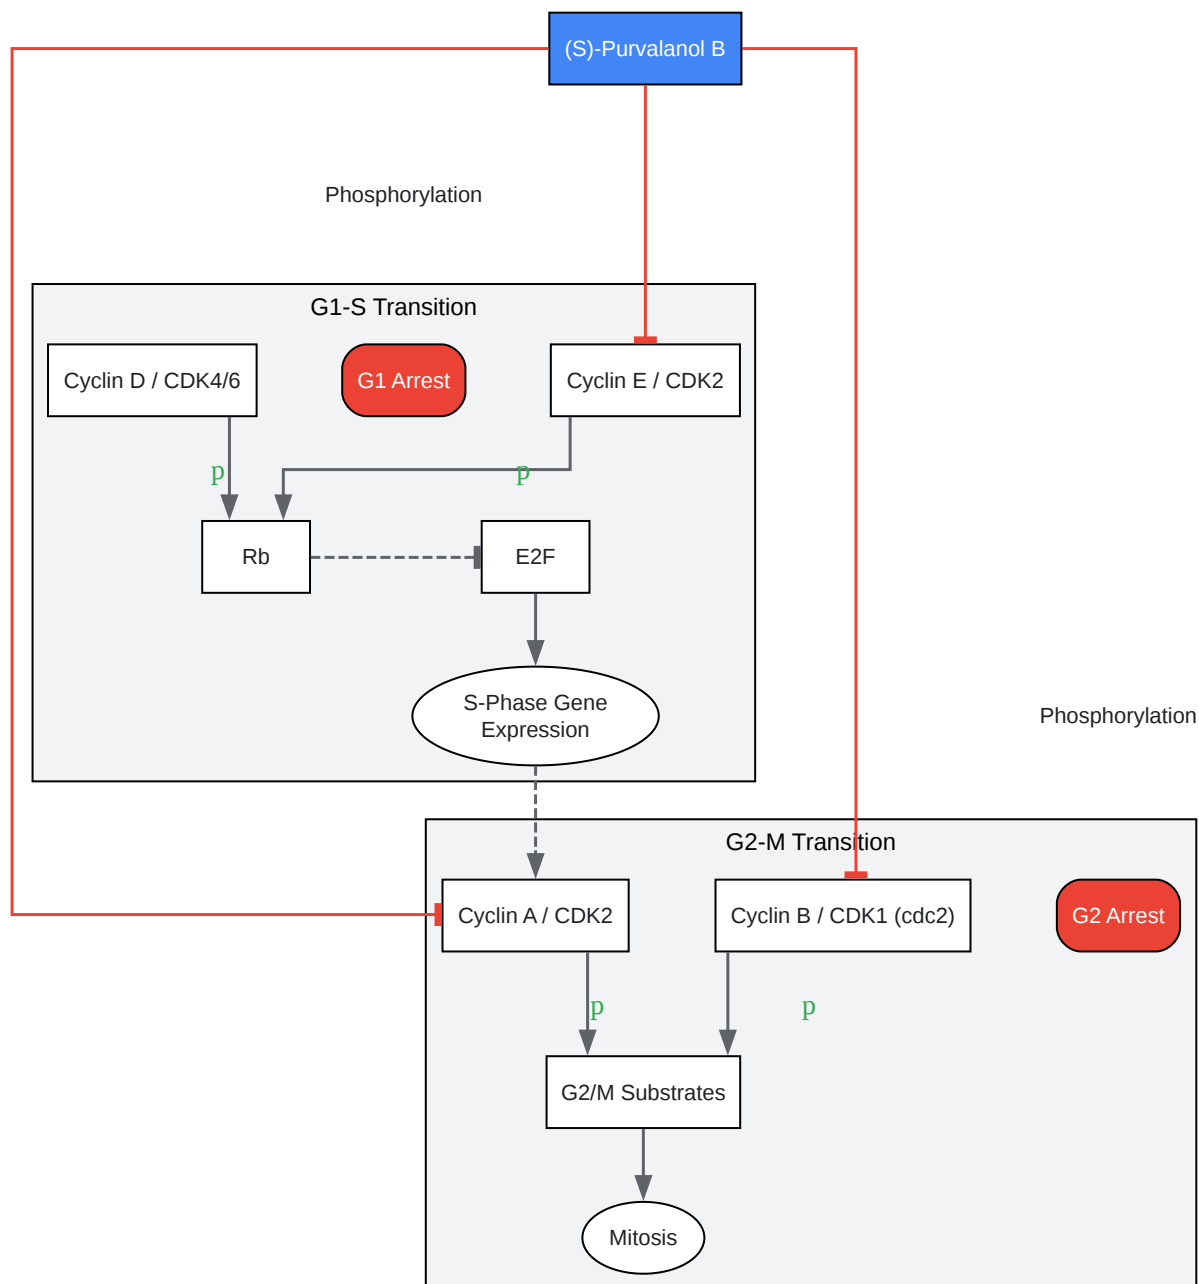 (S)-Purvalanol B
Phosphorylation
G1-S Transition
Cyclin D / CDK4/6
G1 Arrest
Cyclin E / CDK2
p
p
Rb
E2F
S-Phase Gene
Expression
Phosphorylation
G2-M Transition
Cyclin A / CDK2
Cyclin B / CDK1 (cdc2)
G2 Arrest
p
p
G2/M Substrates
Mitosis